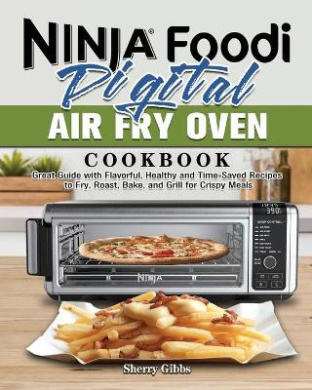 NINJA® Foodi
Digital
AIR FRY OVEN
COOKBOOK
Great Guide with Flavorful, Healthy and Time-Saved Recipes
to Fry, Roast, Bake, and Grill for Crispy Meals
NINJA
Sherry Gibbs